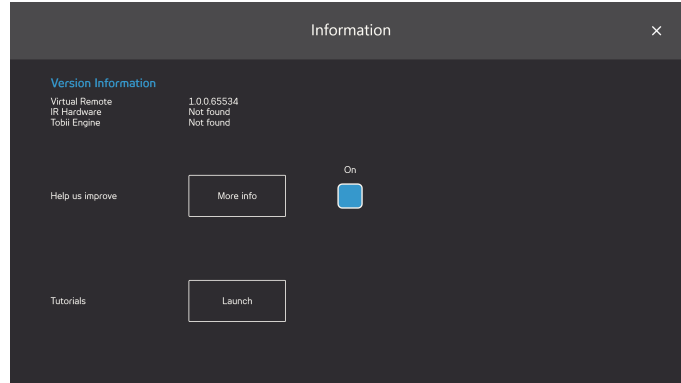 Information
Version Information
Virtual Remote 1.0.0.65534
IR Hardware Not found
Tobii Engine Not found
On
Help us improve More info
Tutorials Launch